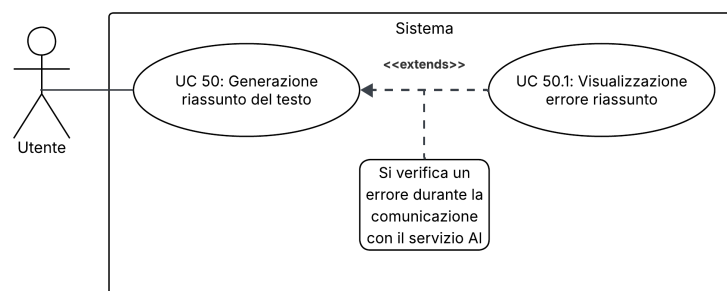 Sistema
<<extends>>
UC 50: Generazione
riassunto del testo
UC 50.1: Visualizzazione
errore riassunto
Utente
Si verifica un
errore durante la
comunicazione
con il servizio AI